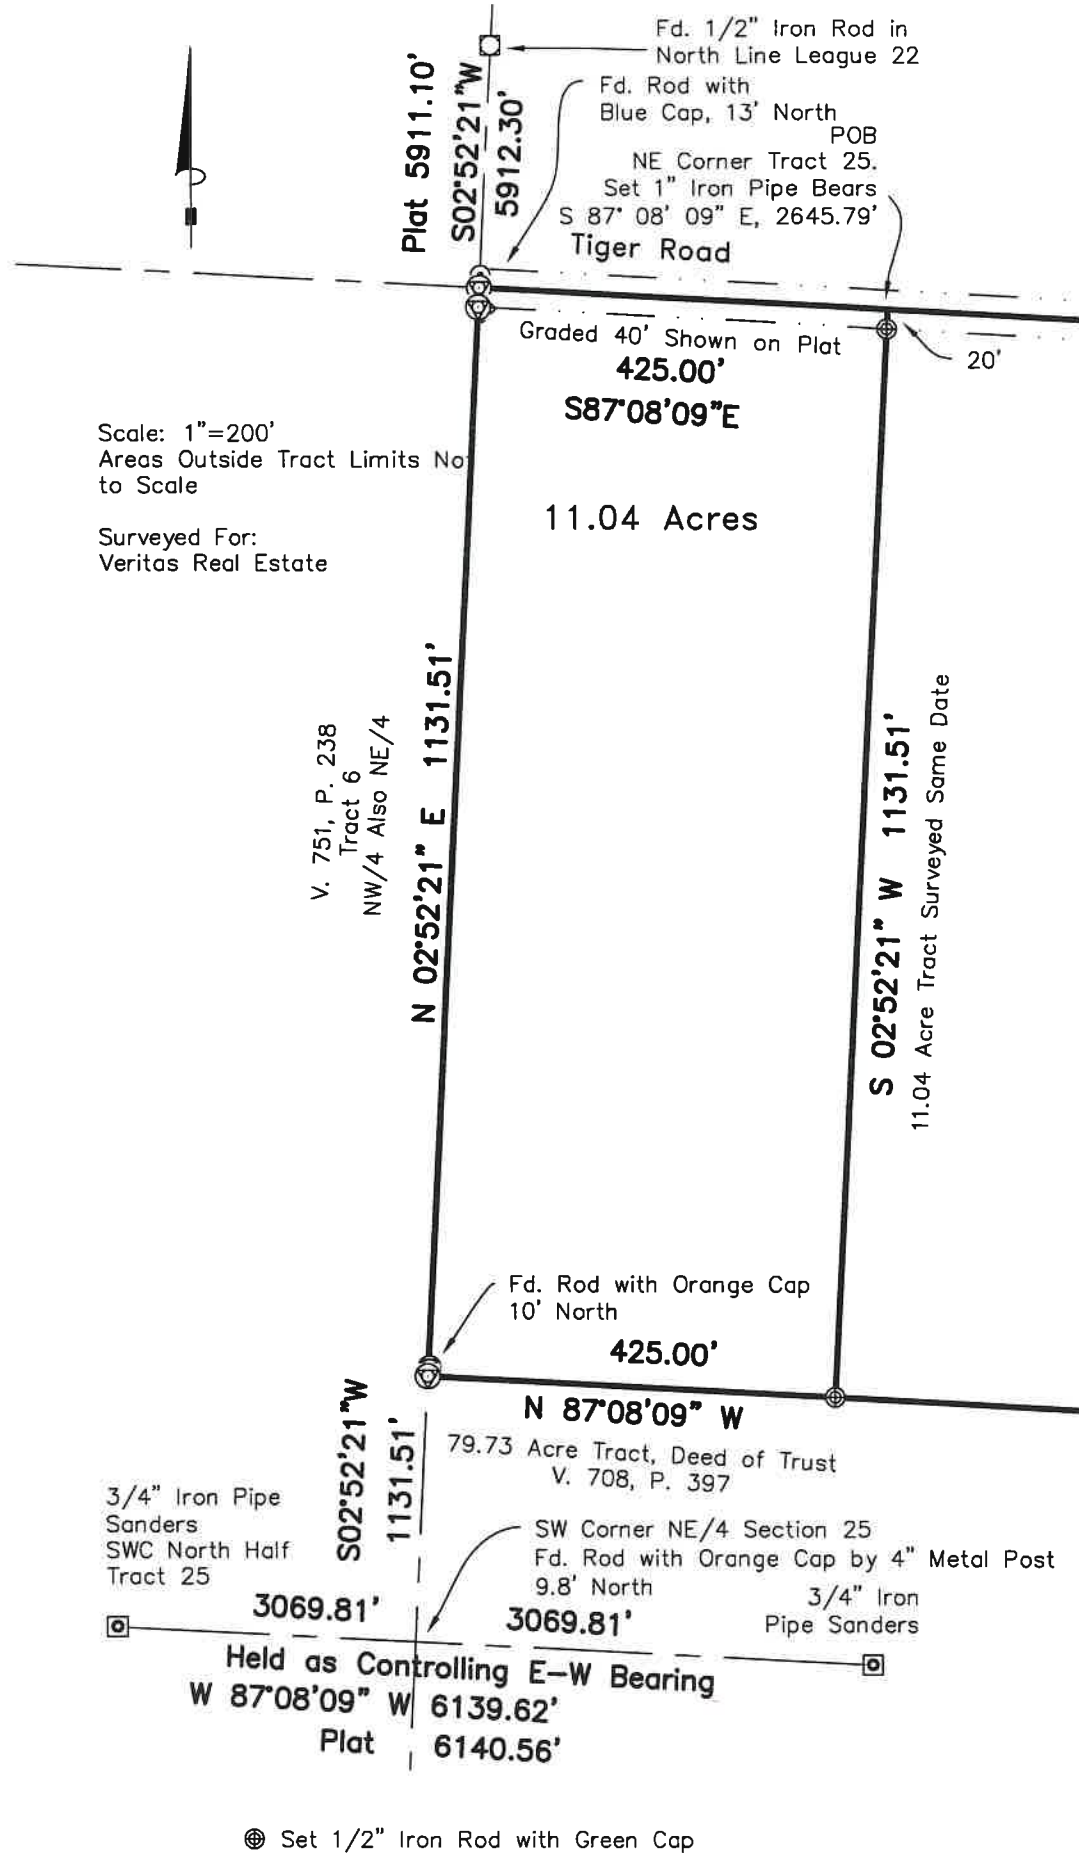 Fd. 1/2" Iron Rod in
North Line League 22
Plat 5911.10'
S02°52'21"W
5912.30'
Fd. Rod with
Blue Cap, 13' North
POB
NE Corner Tract 25.
Set 1" Iron Pipe Bears
S 87° 08' 09" E, 2645.79'
Tiger Road
Graded 40' Shown on Plat
20'
425.00'
S87°08'09"E
Scale: 1"=200'
Areas Outside Tract Limits No
to Scale
Surveyed For:
Veritas Real Estate
11.04 Acres
V. 751, P. 238
Tract 6
NW/4 Also NE/4
N 02°52'21" E 1131.51'
S 02°52'21" W 1131.51'
11.04 Acre Tract Surveyed Same Date
Fd. Rod with Orange Cap
10' North
425.00'
N 87°08'09" W
79.73 Acre Tract, Deed of Trust
V. 708, P. 397
S02°52'21"W
1131.51'
3/4" Iron Pipe
Sanders
SWC North Half
Tract 25
SW Corner NE/4 Section 25
Fd. Rod with Orange Cap by 4" Metal Post
9.8' North
3/4" Iron
Pipe Sanders
3069.81'
3069.81'
Held as Controlling E-W Bearing
W 87°08'09" W 6139.62'
Plat 6140.56'
Set 1/2" Iron Rod with Green Cap